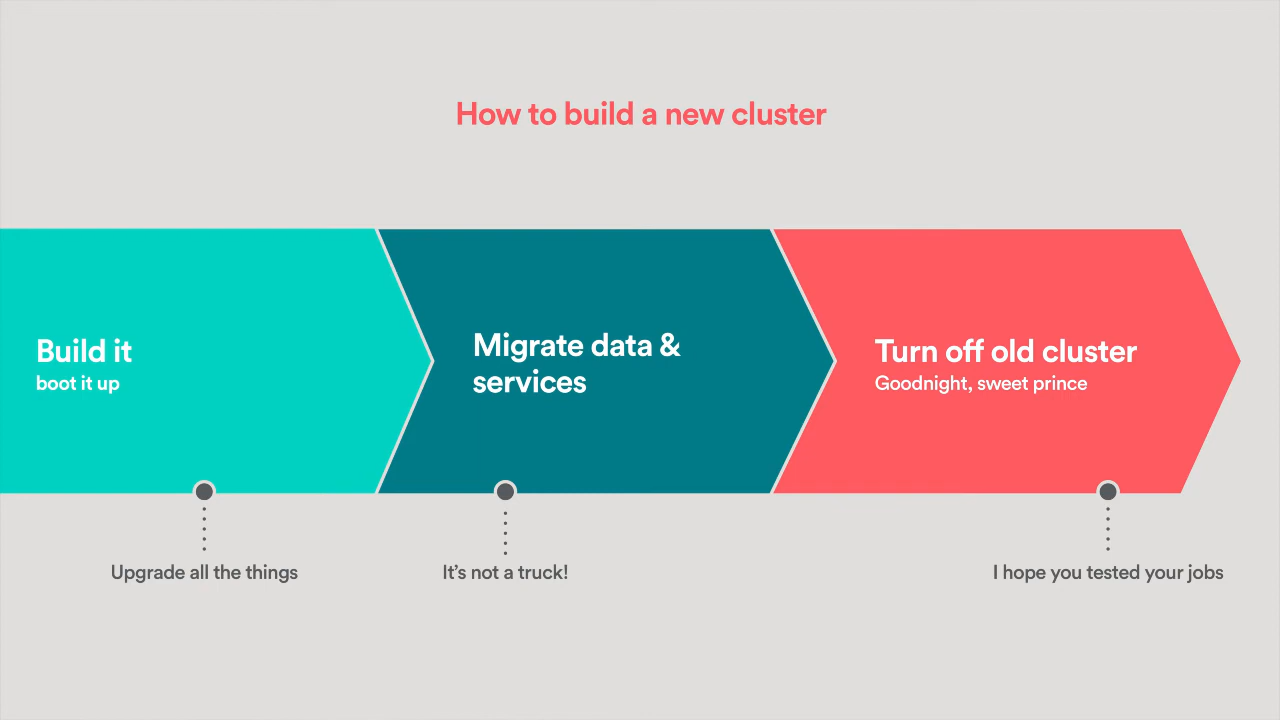 How to build a new cluster
Build it
boot it up
Migrate data &
services
Turn off old cluster
Goodnight, sweet prince
Upgrade all the things
It’s not a truck!
I hope you tested your jobs